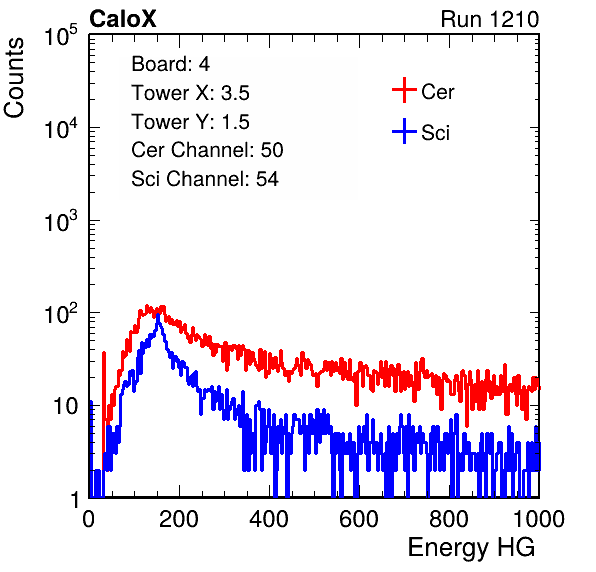 CaloX Run 1210
Counts
Board: 4
Tower X: 3.5
Tower Y: 1.5
Cer Channel: 50
Sci Channel: 54
Cer
Sci
10^5
10^4
10^3
10^2
10
1
0 200 400 600 800 1000
Energy HG